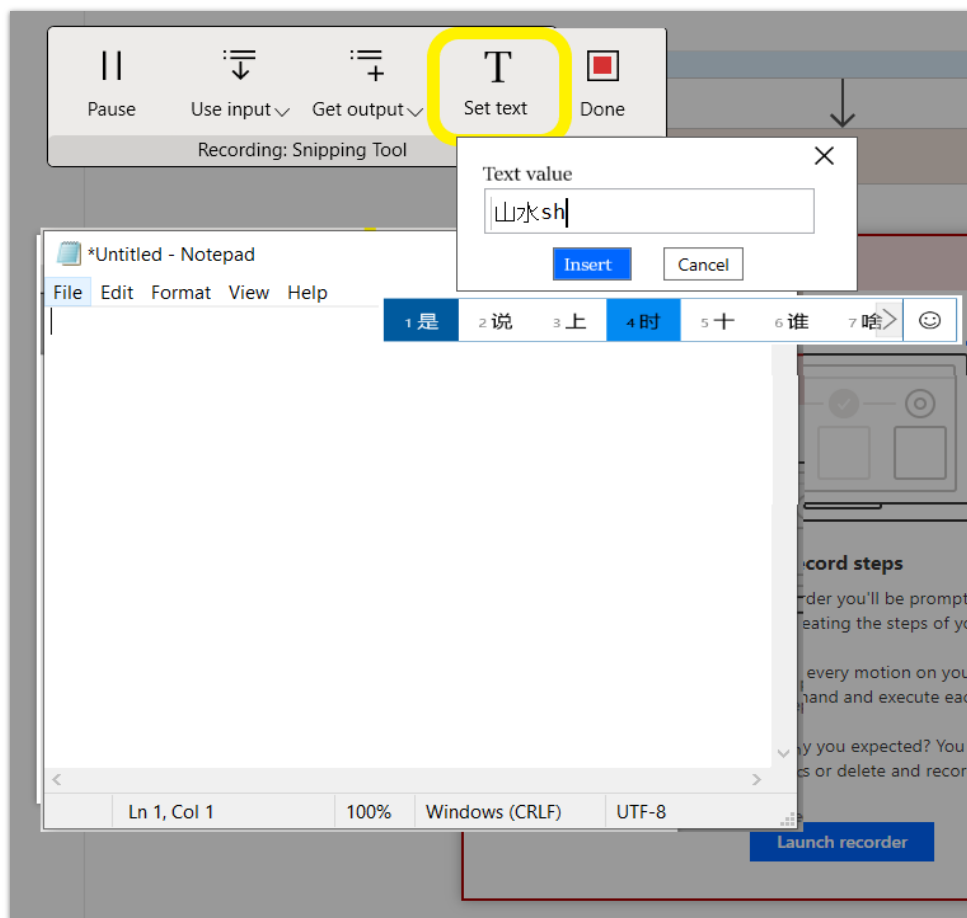 Pause Use input Get output Set text Done
Recording: Snipping Tool
Text value
山水sh
Insert Cancel
*Untitled - Notepad
File Edit Format View Help
1 是 2 说 3 上 4 时 5 十 6 谁 7 啥
cord steps
der you'll be prompt
eating the steps of yo
every motion on you
hand and execute eac
y you expected? You
cs or delete and recor
Ln 1, Col 1 100% Windows (CRLF) UTF-8
Launch recorder